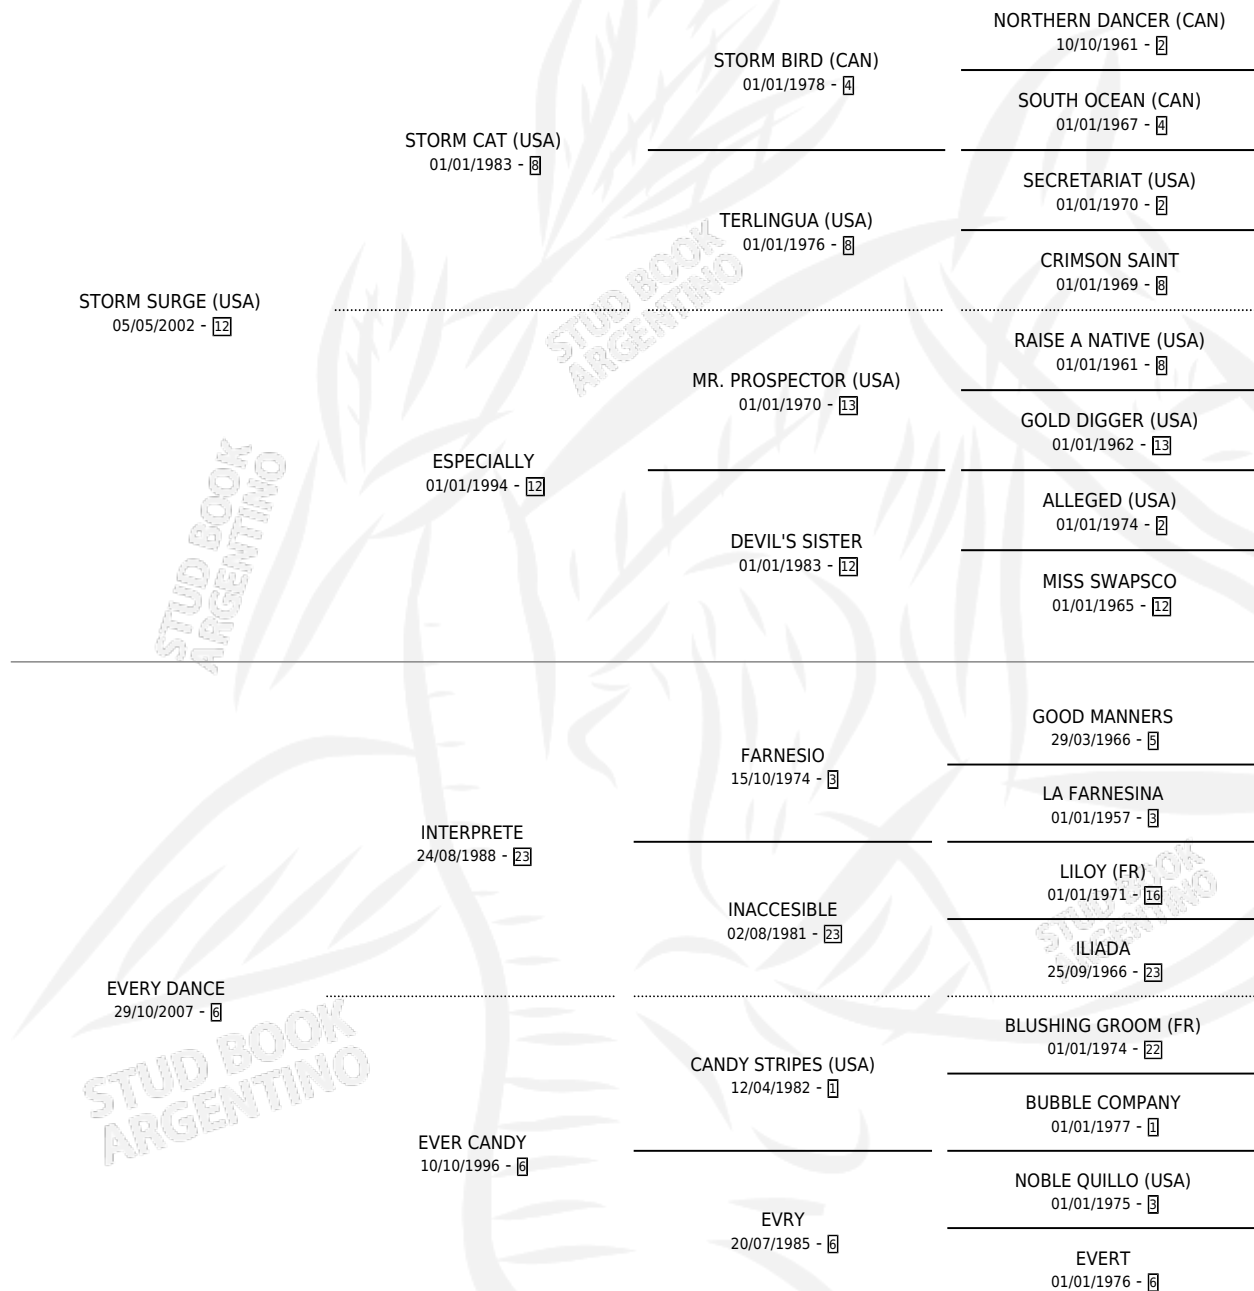 NORTHERN DANCER (CAN)
10/10/1961 - 2
STORM BIRD (CAN)
01/01/1978 - 4
SOUTH OCEAN (CAN)
01/01/1967 - 4
STORM CAT (USA)
01/01/1983 - 8
SECRETARIAT (USA)
01/01/1970 - 2
TERLINGUA (USA)
01/01/1976 - 8
CRIMSON SAINT
01/01/1969 - 8
STORM SURGE (USA)
05/05/2002 - 12
RAISE A NATIVE (USA)
01/01/1961 - 8
MR. PROSPECTOR (USA)
01/01/1970 - 13
GOLD DIGGER (USA)
01/01/1962 - 13
ESPECIALLY
01/01/1994 - 12
ALLEGED (USA)
01/01/1974 - 2
DEVIL'S SISTER
01/01/1983 - 12
MISS SWAPSCO
01/01/1965 - 12
GOOD MANNERS
29/03/1966 - 5
FARNESIO
15/10/1974 - 3
LA FARNESINA
01/01/1957 - 3
INTERPRETE
24/08/1988 - 23
LILOY (FR)
01/01/1971 - 16
INACCESIBLE
02/08/1981 - 23
ILIADA
25/09/1966 - 23
EVERY DANCE
29/10/2007 - 6
BLUSHING GROOM (FR)
01/01/1974 - 22
CANDY STRIPES (USA)
12/04/1982 - 1
BUBBLE COMPANY
01/01/1977 - 1
EVER CANDY
10/10/1996 - 6
NOBLE QUILLO (USA)
01/01/1975 - 3
EVRY
20/07/1985 - 6
EVERT
01/01/1976 - 6
STUD BOOK
ARGENTINO
STUD BOOK
ARGENTINO
STUD BOOK
ARGENTINO
STUD BOOK
ARGENTINO